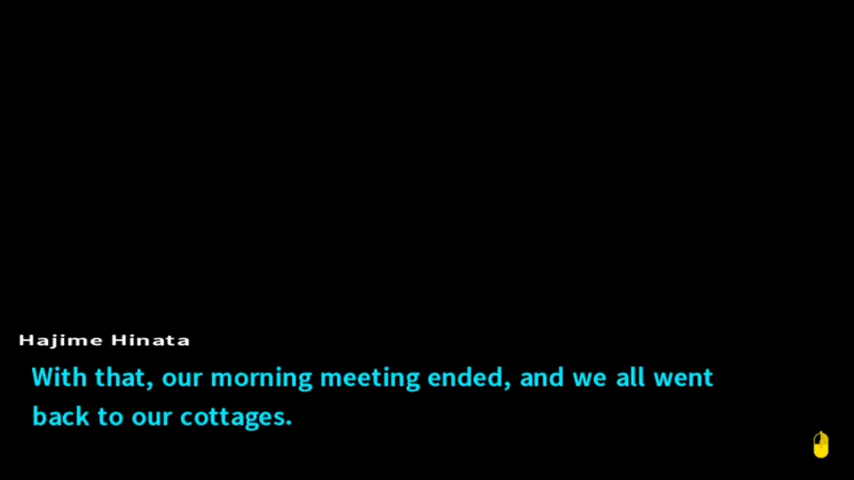 Hajime Hinata
With that, our morning meeting ended, and we all went
back to our cottages.